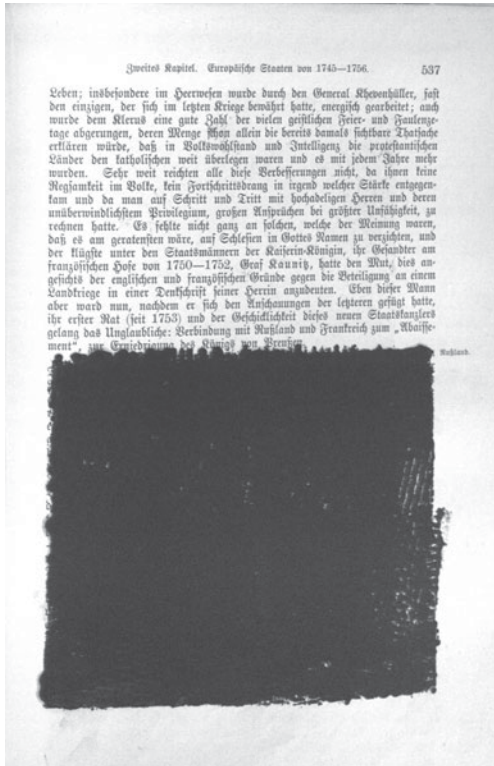 Zweites Kapitel. Europäische Staaten von 1745—1756. 537
Leben; insbesondere im Heerwesen wurde durch den General Khevenhüller, fast
den einzigen, der sich im letzten Kriege bewährt hatte, energisch gearbeitet; auch
wurde dem Klerus eine gute Zahl der vielen geistlichen Feier- und Faulenze-
tage abgerungen, deren Menge schon allein die bereits damals sichtbare Thatsache
erklären würde, daß in Volkswohlstand und Intelligenz die protestantischen
Länder den katholischen weit überlegen waren und es mit jedem Jahre mehr
wurden. Sehr weit reichten alle diese Verbesserungen nicht, da ihnen keine
Regsamkeit im Volke, kein Fortschrittsdrang in irgend welcher Stärke entgegen-
kam und da man auf Schritt und Tritt mit hochadeligen Herren und deren
unüberwindlichstem Privilegium, großen Ansprüchen bei größter Unfähigkeit, zu
rechnen hatte. Es fehlte nicht ganz an solchen, welche der Meinung waren,
daß es am geratensten wäre, auf Schlesien in Gottes Namen zu verzichten, und
der klügste unter den Staatsmännern der Kaiserin-Königin, ihr Gesandter am
französischen Hofe von 1750—1752, Graf Kaunitz, hatte den Mut, dies an-
gesichts der englischen und französischen Gründe gegen die Beteiligung an einem
Landkriege in einer Denkschrift seiner Herrin anzudeuten. Eben dieser Mann
aber ward nun, nachdem er sich den Anschauungen der letzteren gefügt hatte,
ihr erster Rat (seit 1753) und der Geschicklichkeit dieses neuen Staatskanzlers
gelang das Unglaubliche: Verbindung mit Rußland und Frankreich zum „Abaisse-
ment“, zur Erniedrigung des Königs von Preußen.
Rußland.